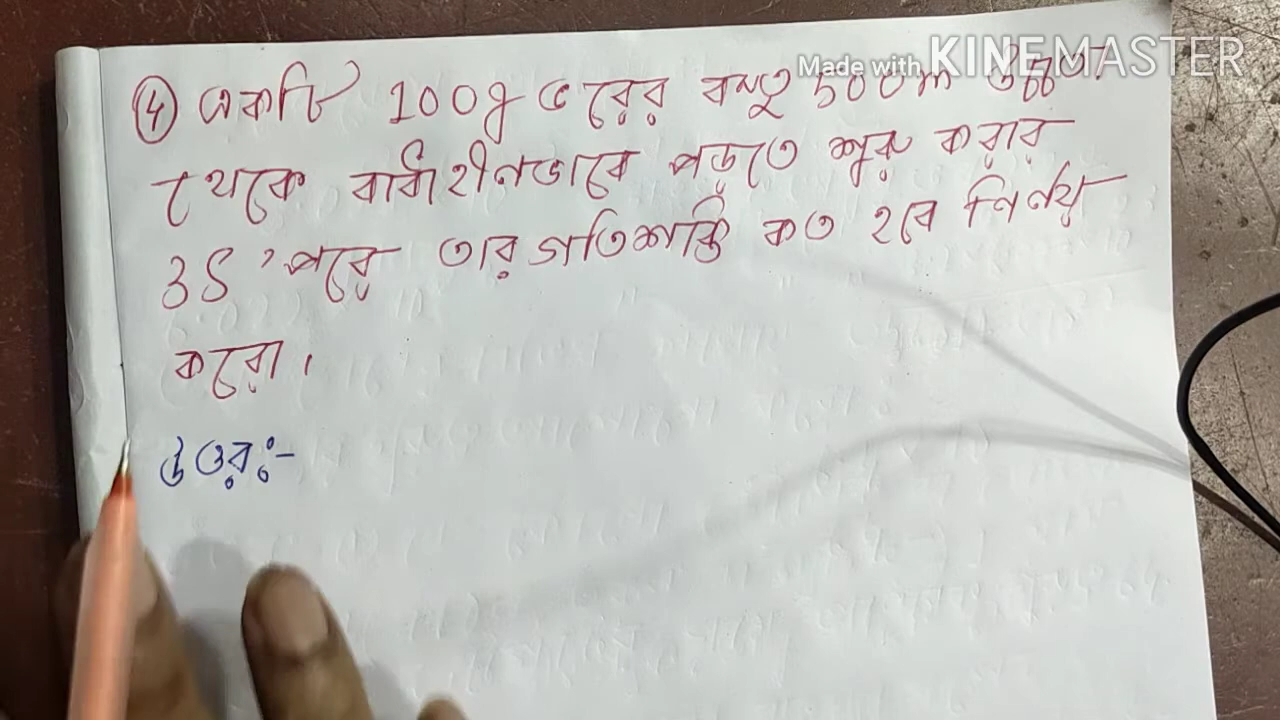 Made with KINEMASTER
④ একটি 100g ভরের বস্তু 500m উচ্চতা
থেকে বাধাহীনভাবে পড়তে শুরু করার
3S পরে তার গতিশক্তি কত হবে নির্ণয়
করো।
উত্তরঃ-